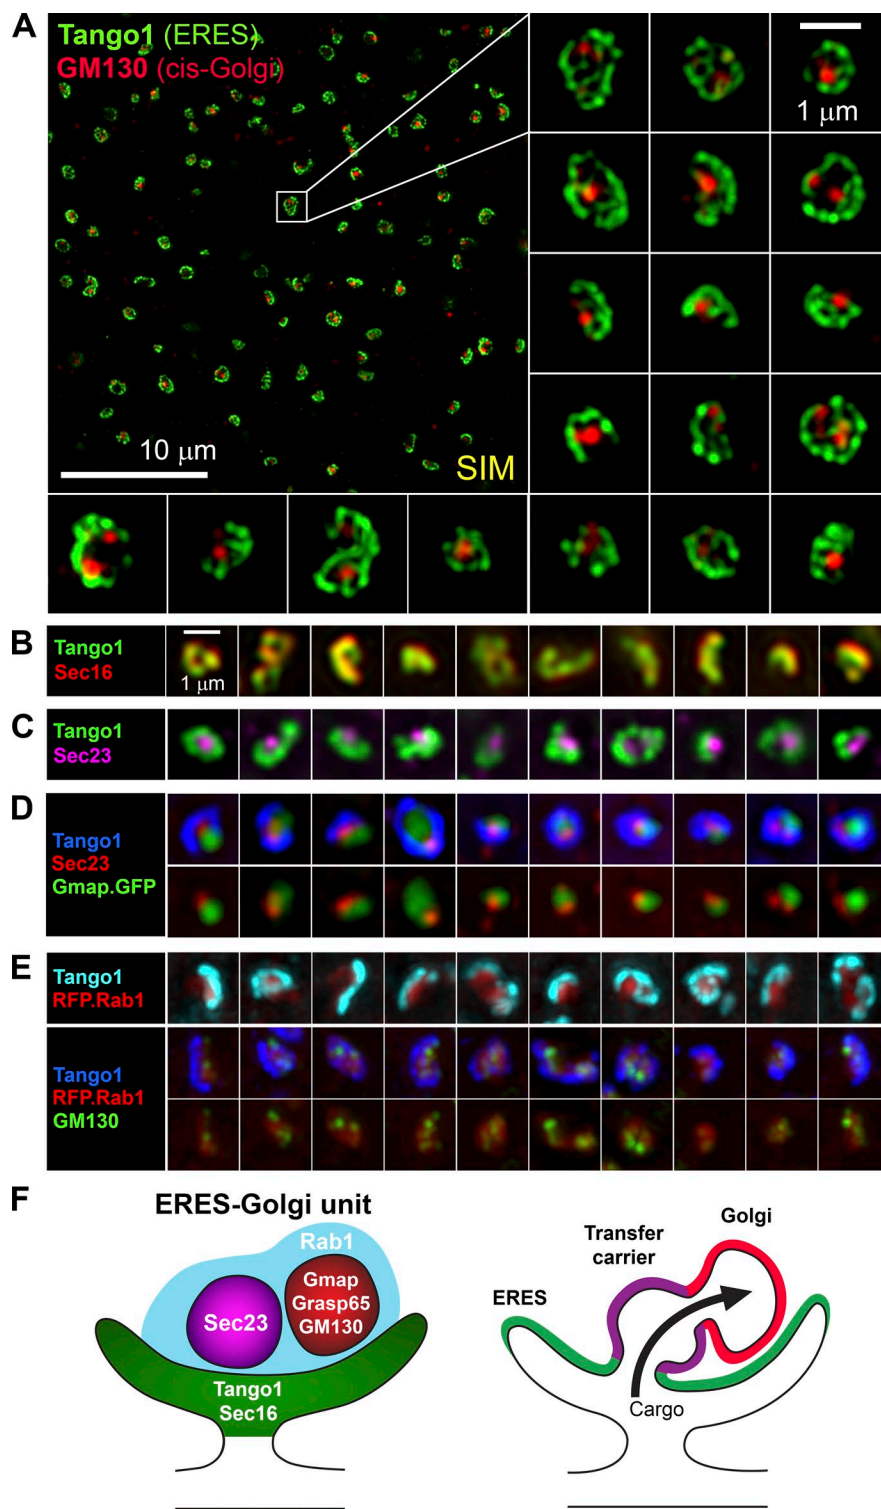 A
Tango1 (ERES)
GM130 (cis-Golgi)
1 μm
10 μm
SIM
B
Tango1
Sec16
1 μm
C
Tango1
Sec23
D
Tango1
Sec23
Gmap.GFP
E
Tango1
RFP.Rab1
Tango1
RFP.Rab1
GM130
F
ERES-Golgi unit
Rab1
Sec23
Gmap
Grasp65
GM130
Tango1
Sec16
Golgi
Transfer
carrier
ERES
Cargo